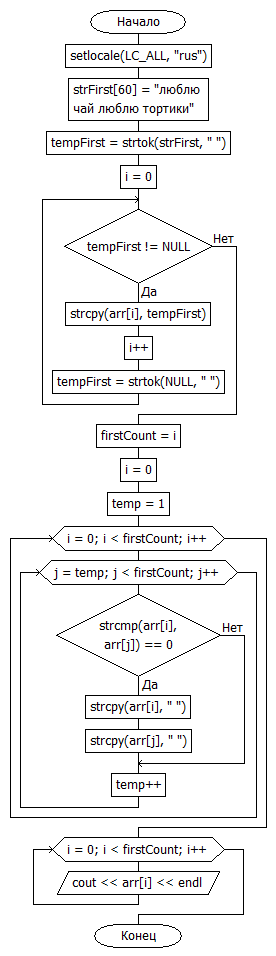 Начало
setlocale(LC_ALL, "rus")
strFirst[60] = "люблю
чай люблю тортики"
tempFirst = strtok(strFirst, " ")
i = 0
tempFirst != NULL
Нет
Да
strcpy(arr[i], tempFirst)
i++
tempFirst = strtok(NULL, " ")
firstCount = i
i = 0
temp = 1
i = 0; i < firstCount; i++
j = temp; j < firstCount; j++
strcmp(arr[i],
arr[j]) == 0
Нет
Да
strcpy(arr[i], " ")
strcpy(arr[j], " ")
temp++
i = 0; i < firstCount; i++
cout << arr[i] << endl
Конец